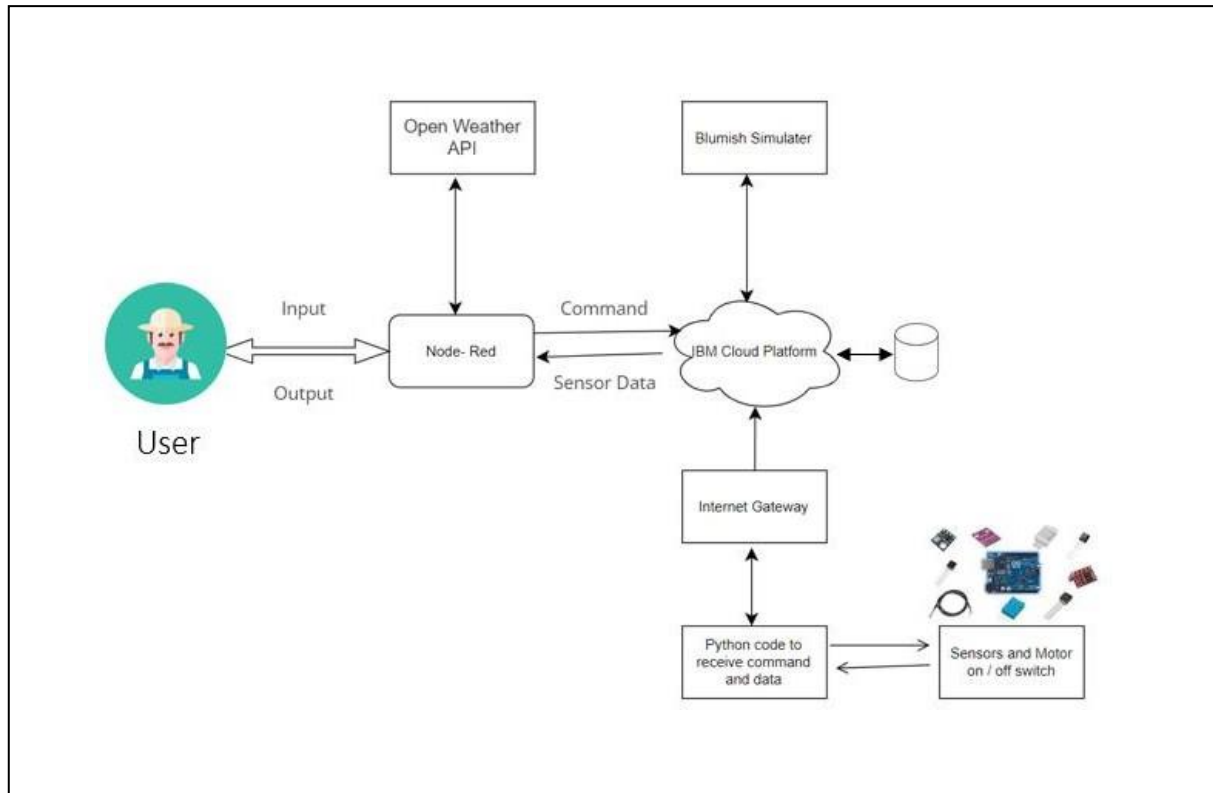 Open Weather
API
Blumish Simulater
Input
Command
Node- Red
IBM Cloud Platform
Output
Sensor Data
User
Internet Gateway
Python code to
receive command
and data
Sensors and Motor
on / off switch